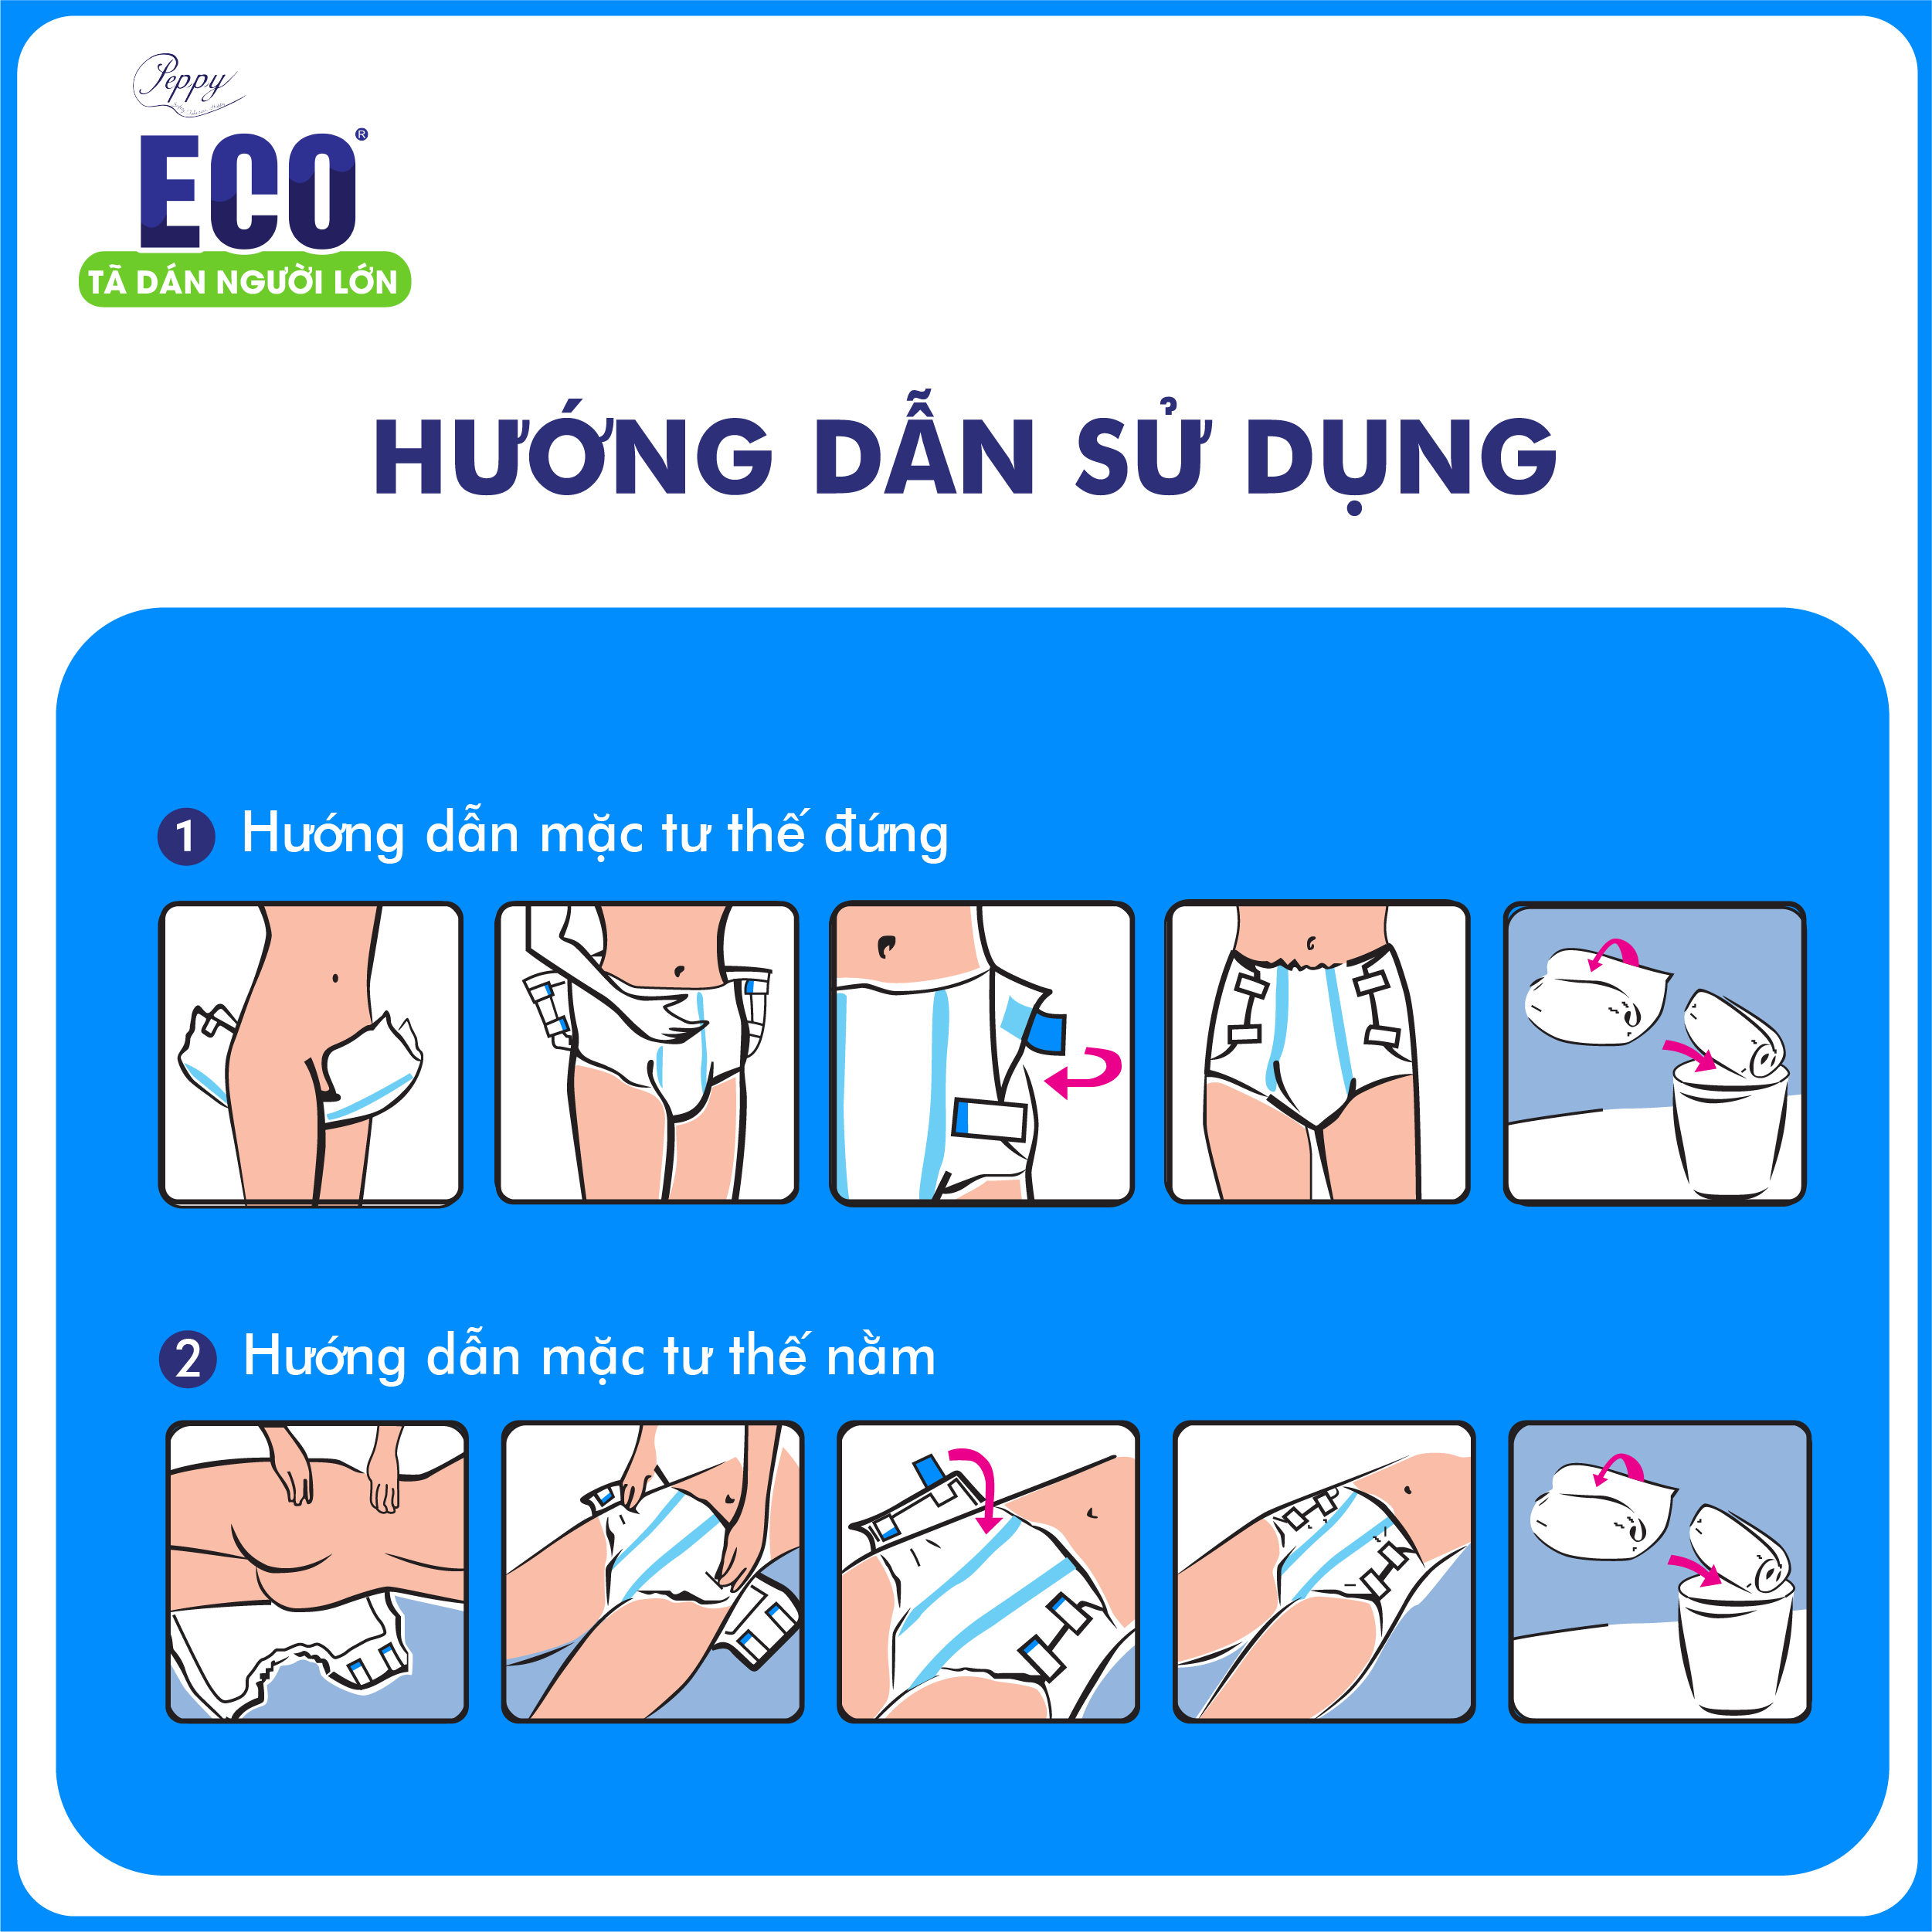 Peppy
ECO®
TÃ DÁN NGƯỜI LỚN
HƯỚNG DẪN SỬ DỤNG
1 Hướng dẫn mặc tư thế đứng
2 Hướng dẫn mặc tư thế nằm